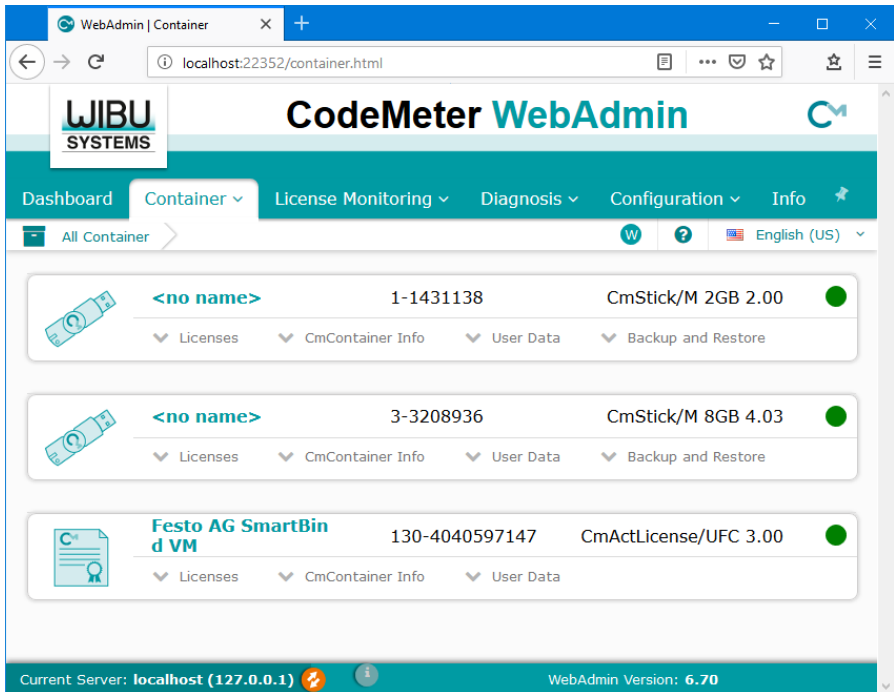 WebAdmin | Container
localhost:22352/container.html
WIBU
SYSTEMS
CodeMeter WebAdmin
Dashboard Container License Monitoring Diagnosis Configuration Info
All Container W ? English (US)
<no name> 1-1431138 CmStick/M 2GB 2.00
Licenses CmContainer Info User Data Backup and Restore
<no name> 3-3208936 CmStick/M 8GB 4.03
Licenses CmContainer Info User Data Backup and Restore
Festo AG SmartBin
d VM 130-4040597147 CmActLicense/UFC 3.00
Licenses CmContainer Info User Data
Current Server: localhost (127.0.0.1) WebAdmin Version: 6.70